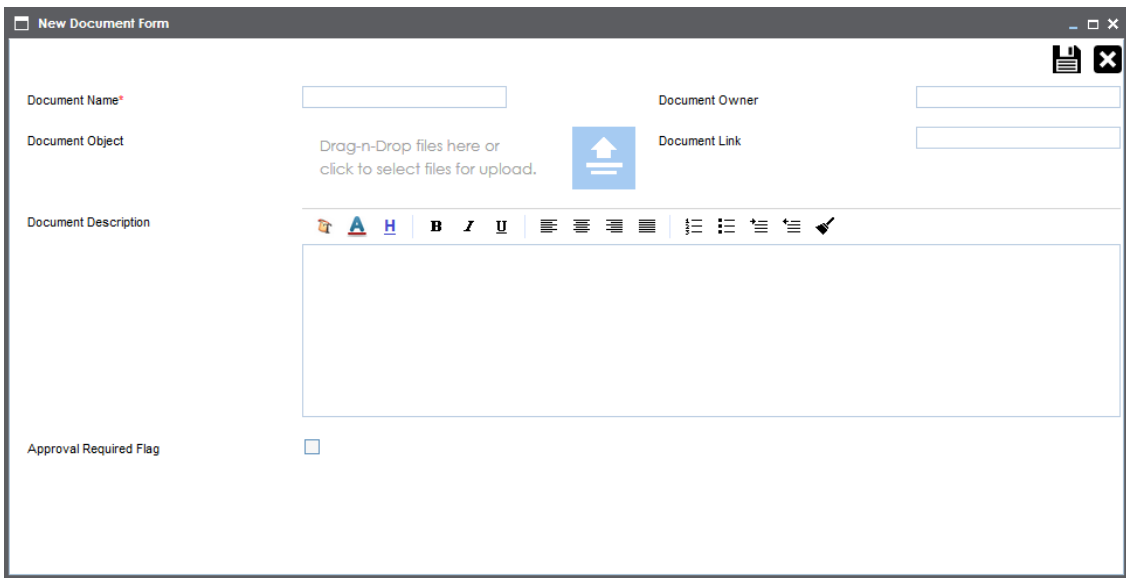 New Document Form
Document Name* Document Owner
Document Object Drag-n-Drop files here or
click to select files for upload. Document Link
Document Description A H B I U
Approval Required Flag